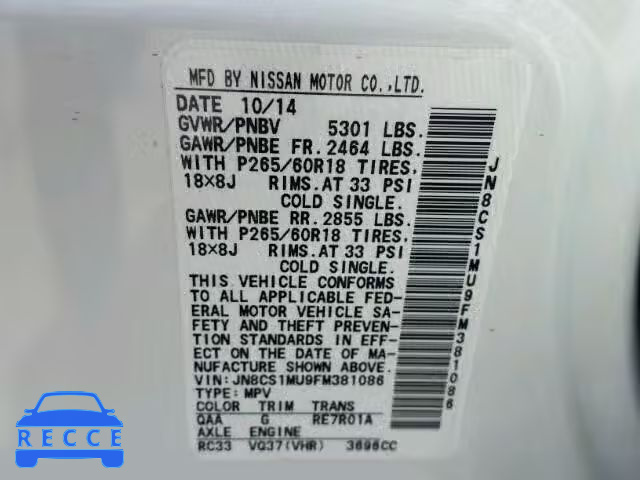 MFD BY NISSAN MOTOR CO.,LTD.
DATE 10/14
GVWR/PNBV 5301 LBS.
GAWR/PNBE FR. 2464 LBS.
WITH P265/60R18 TIRES,
18×8J RIMS. AT 33 PSI
COLD SINGLE.
GAWR/PNBE RR. 2855 LBS.
WITH P265/60R18 TIRES.
18×8J RIMS. AT 33 PSI
COLD SINGLE.
THIS VEHICLE CONFORMS
TO ALL APPLICABLE FED-
ERAL MOTOR VEHICLE SA-
FETY AND THEFT PREVEN-
TION STANDARDS IN EFF-
ECT ON THE DATE OF MA-
NUFACTURE SHOWN ABOVE.
VIN: JN8CS1MU9FM381086
TYPE: MPV
COLOR TRIM TRANS
QAA G RE7R01A
AXLE ENGINE
RC33 VQ37(VHR) 3696CC
JN8CS1MU9FM381086
BIDFAX